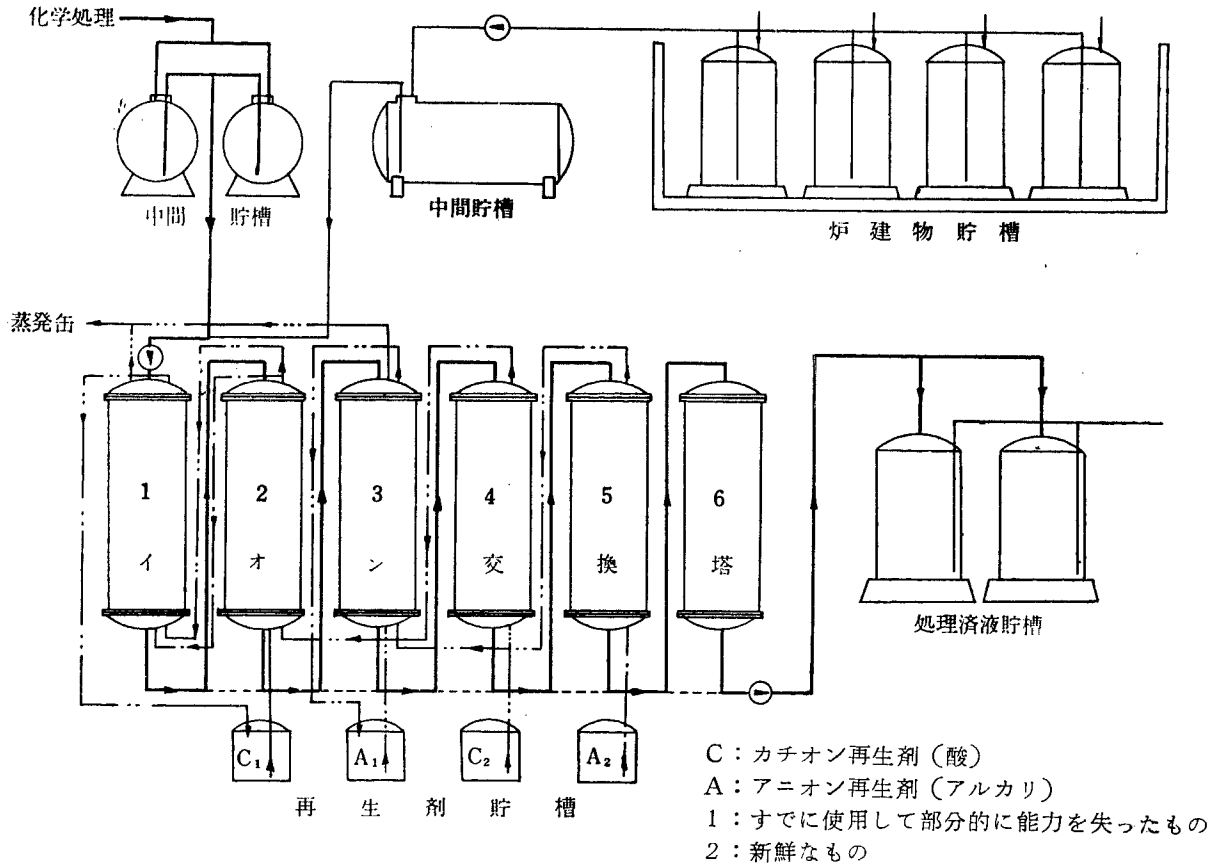 化学処理
中間 貯槽
中間貯槽
炉建物貯槽
蒸発缶
1 2 3 4 5 6
イ オ ン 交 換 塔
処理済液貯槽
C₁ A₁ C₂ A₂
再生剤貯槽
C：カチオン再生剤（酸）
A：アニオン再生剤（アルカリ）
1：すでに使用して部分的に能力を失ったもの
2：新鮮なもの